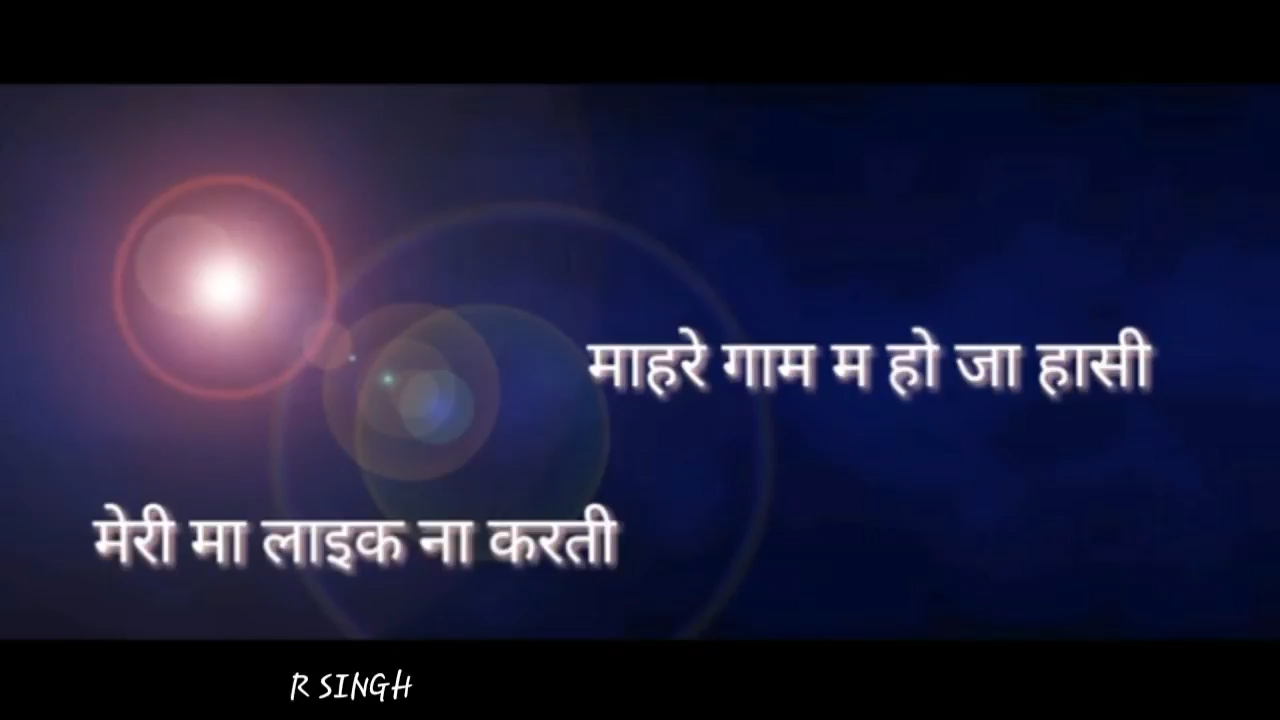 माहरे गाम म हो जा हासी
मेरी मा लाइक ना करती
R SINGH